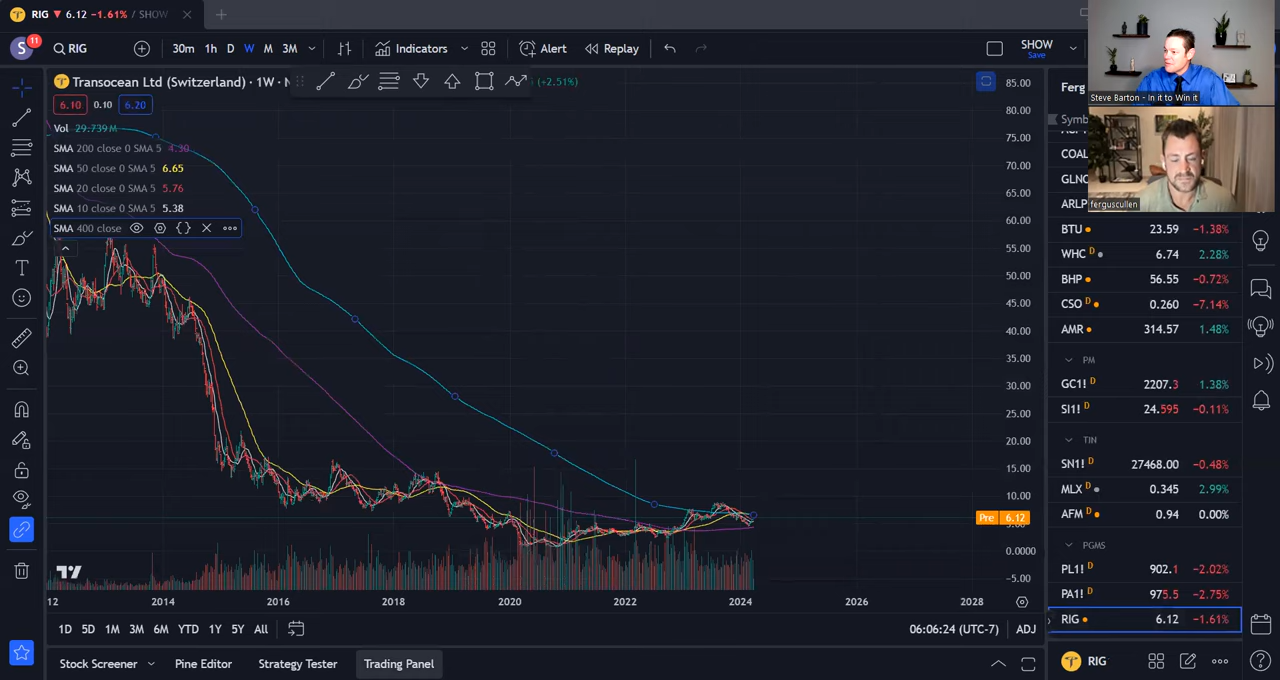 RIG ▼ 6.12 −1.61% / SHOW
S 11 RIG 30m 1h D W M 3M Indicators Alert Replay SHOW
Save
Transocean Ltd (Switzerland) · 1W · (+2.51%)
6.10 0.10 6.20
Vol 29.739M
SMA 200 close 0 SMA 5 4.30
SMA 50 close 0 SMA 5 6.65
SMA 20 close 0 SMA 5 5.76
SMA 10 close 0 SMA 5 5.38
SMA 400 close
85.00
80.00
75.00
70.00
65.00
60.00
55.00
50.00
45.00
40.00
35.00
30.00
25.00
20.00
15.00
10.00
Pre 6.12
0.0000
−5.00
12 2014 2016 2018 2020 2022 2024 2026 2028
1D 5D 1M 3M 6M YTD 1Y 5Y All 06:06:24 (UTC-7) ADJ
Stock Screener Pine Editor Strategy Tester Trading Panel
Steve Barton - In it to Win it
ferguscullen
Ferg
Symb
COAL
GLNC
ARLP
BTU 23.59 −1.38%
WHC D 6.74 2.28%
BHP 56.55 −0.72%
CSO D 0.260 −7.14%
AMR 314.57 1.48%
PM
GC1! D 2207.3 1.38%
SI1! D 24.595 −0.11%
TIN
SN1! D 27468.00 −0.48%
MLX D 0.345 2.99%
AFM D 0.94 0.00%
PGMS
PL1! D 902.1 −2.02%
PA1! D 975.5 −2.75%
RIG 6.12 −1.61%
RIG